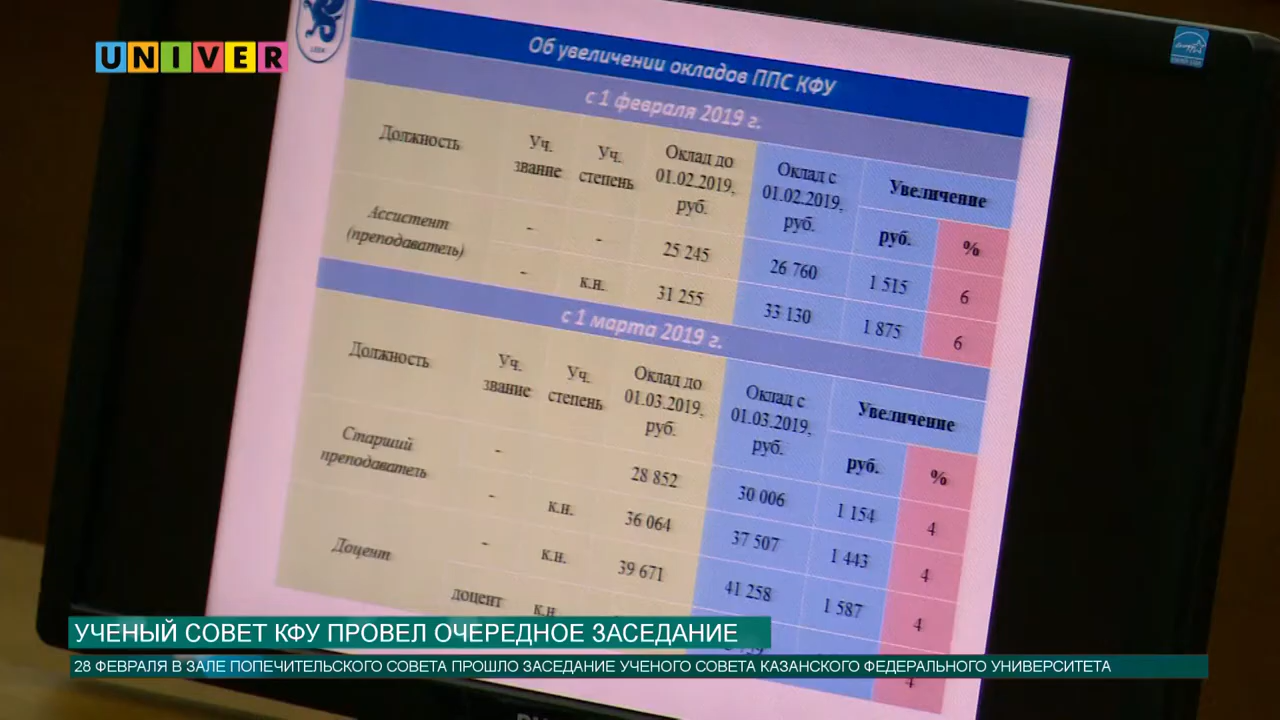 UNIVER
Об увеличении окладов ППС КФУ
с 1 февраля 2019 г.
Должность
Уч. звание
Уч. степень
Оклад до 01.02.2019, руб.
Оклад с 01.02.2019, руб.
Увеличение
руб.
%
Ассистент (преподаватель)
- - 25 245 26 760 1 515 6
- к.н. 31 255 33 130 1 875 6
с 1 марта 2019 г.
Должность
Уч. звание
Уч. степень
Оклад до 01.03.2019, руб.
Оклад с 01.03.2019, руб.
Увеличение
руб.
%
Старший преподаватель
- 28 852 30 006 1 154 4
- к.н. 36 064 37 507 1 443 4
Доцент
- к.н. 39 671 41 258 1 587 4
доцент к.н.
4
УЧЕНЫЙ СОВЕТ КФУ ПРОВЕЛ ОЧЕРЕДНОЕ ЗАСЕДАНИЕ
28 ФЕВРАЛЯ В ЗАЛЕ ПОПЕЧИТЕЛЬСКОГО СОВЕТА ПРОШЛО ЗАСЕДАНИЕ УЧЕНОГО СОВЕТА КАЗАНСКОГО ФЕДЕРАЛЬНОГО УНИВЕРСИТЕТА